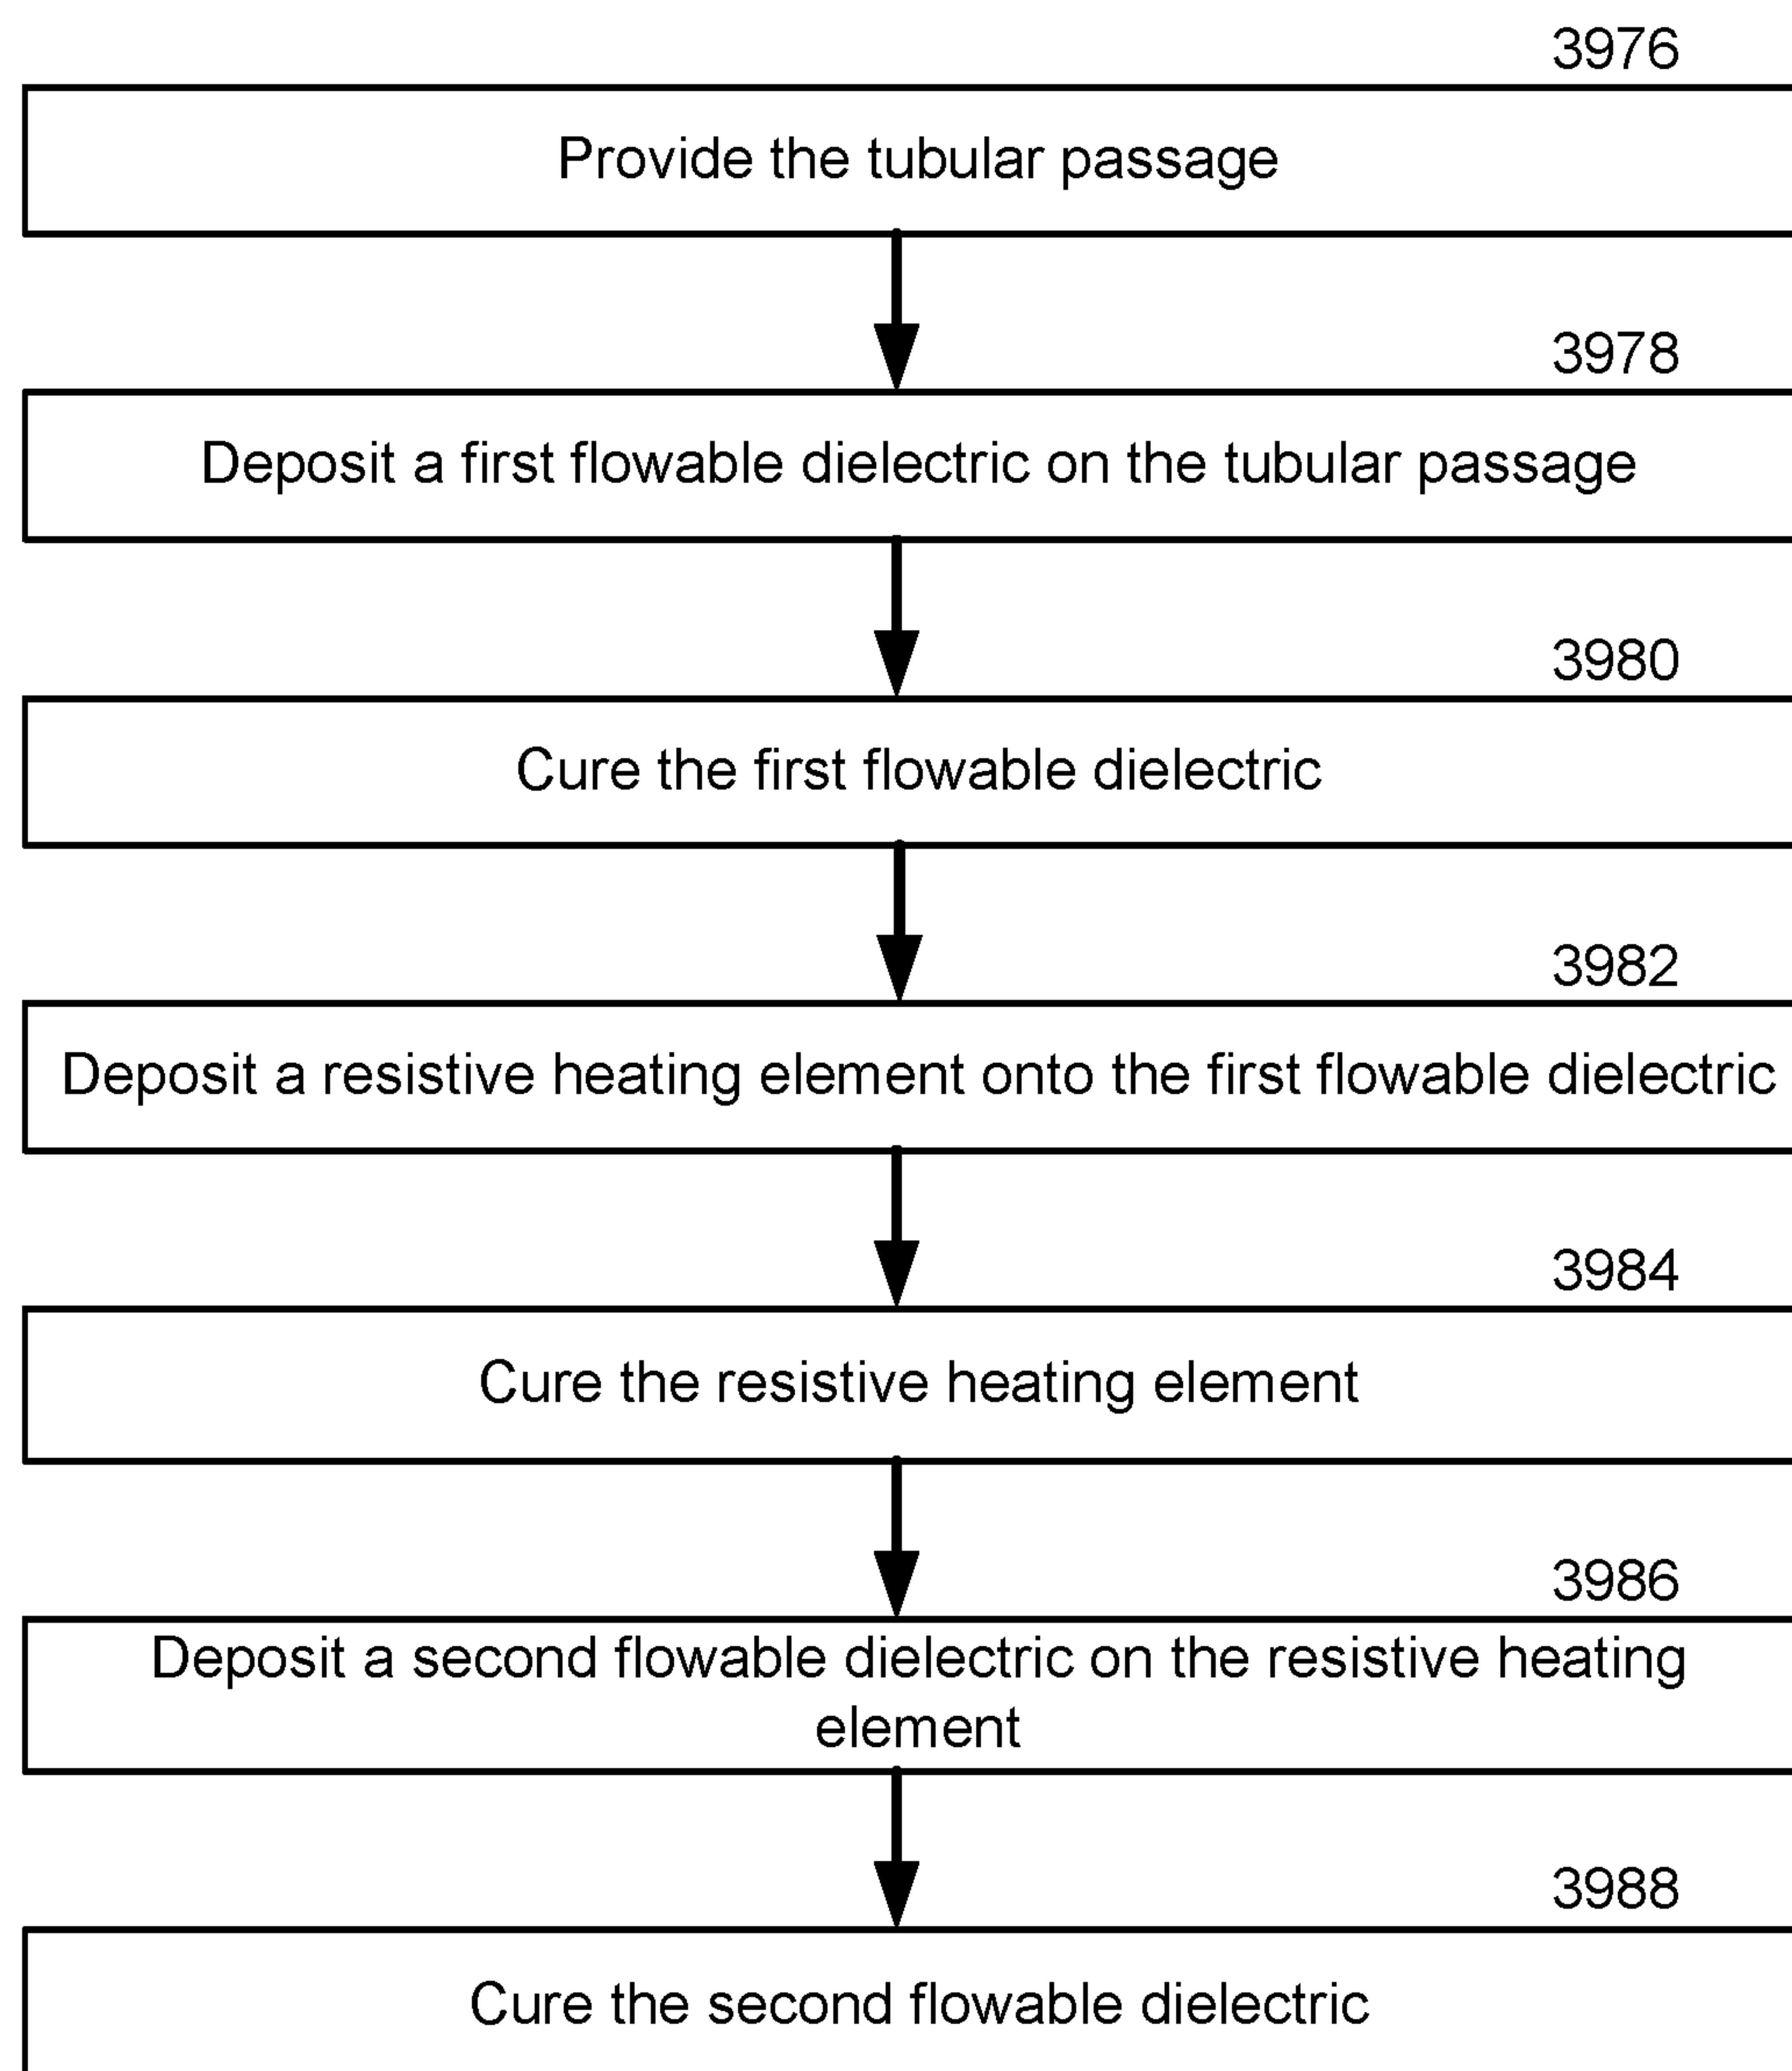 3976
Provide the tubular passage
3978
Deposit a first flowable dielectric on the tubular passage
3980
Cure the first flowable dielectric
3982
Deposit a resistive heating element onto the first flowable dielectric
3984
Cure the resistive heating element
3986
Deposit a second flowable dielectric on the resistive heating
element
3988
Cure the second flowable dielectric